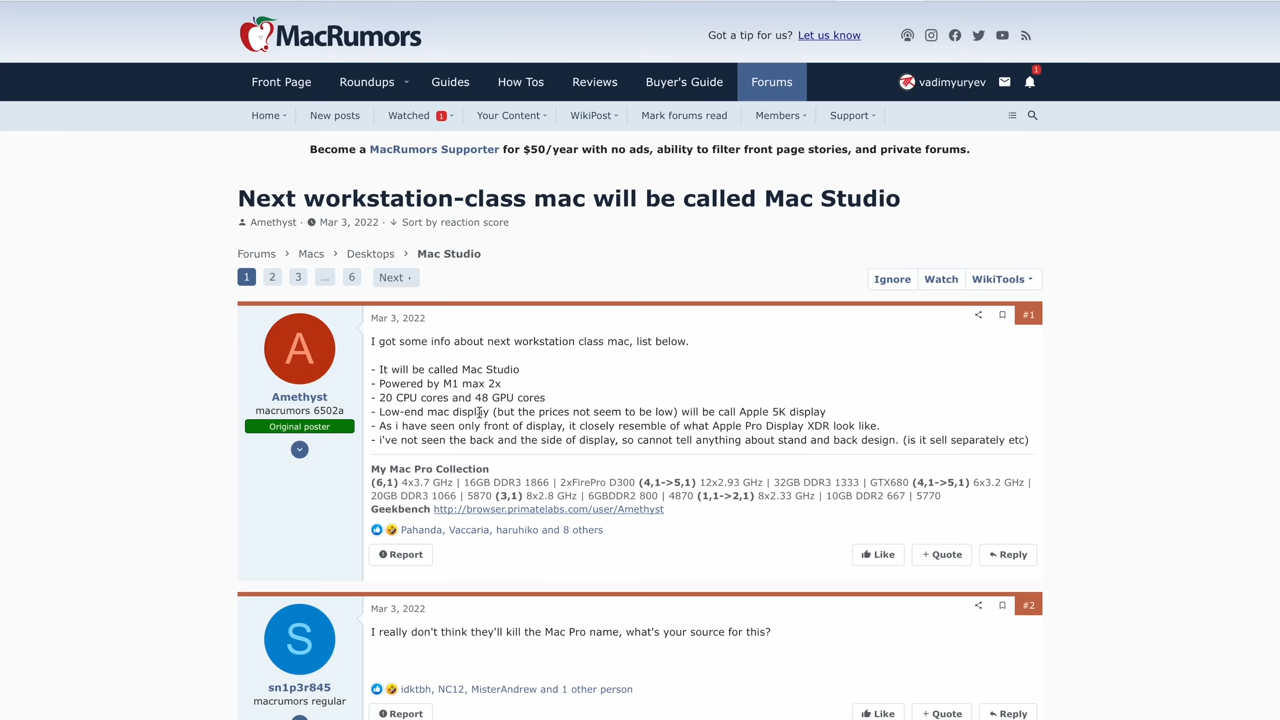 MacRumors
Got a tip for us? Let us know
Front Page Roundups Guides How Tos Reviews Buyer's Guide Forums vadimyuryev 1
Home New posts Watched 1 Your Content WikiPost Mark forums read Members Support
Become a MacRumors Supporter for $50/year with no ads, ability to filter front page stories, and private forums.
Next workstation-class mac will be called Mac Studio
Amethyst · Mar 3, 2022 · Sort by reaction score
Forums > Macs > Desktops > Mac Studio
1 2 3 ... 6 Next
Ignore Watch WikiTools
A
Amethyst
macrumors 6502a
Original poster
Mar 3, 2022
#1
I got some info about next workstation class mac, list below.
- It will be called Mac Studio
- Powered by M1 max 2x
- 20 CPU cores and 48 GPU cores
- Low-end mac display (but the prices not seem to be low) will be call Apple 5K display
- As i have seen only front of display, it closely resemble of what Apple Pro Display XDR look like.
- i've not seen the back and the side of display, so cannot tell anything about stand and back design. (is it sell separately etc)
My Mac Pro Collection
(6,1) 4x3.7 GHz | 16GB DDR3 1866 | 2xFirePro D300 (4,1->5,1) 12x2.93 GHz | 32GB DDR3 1333 | GTX680 (4,1->5,1) 6x3.2 GHz |
20GB DDR3 1066 | 5870 (3,1) 8x2.8 GHz | 6GBDDR2 800 | 4870 (1,1->2,1) 8x2.33 GHz | 10GB DDR2 667 | 5770
Geekbench http://browser.primatelabs.com/user/Amethyst
Pahanda, Vaccaria, haruhiko and 8 others
Report Like + Quote Reply
S
sn1p3r845
macrumors regular
Mar 3, 2022
#2
I really don't think they'll kill the Mac Pro name, what's your source for this?
idktbh, NC12, MisterAndrew and 1 other person
Report Like + Quote Reply